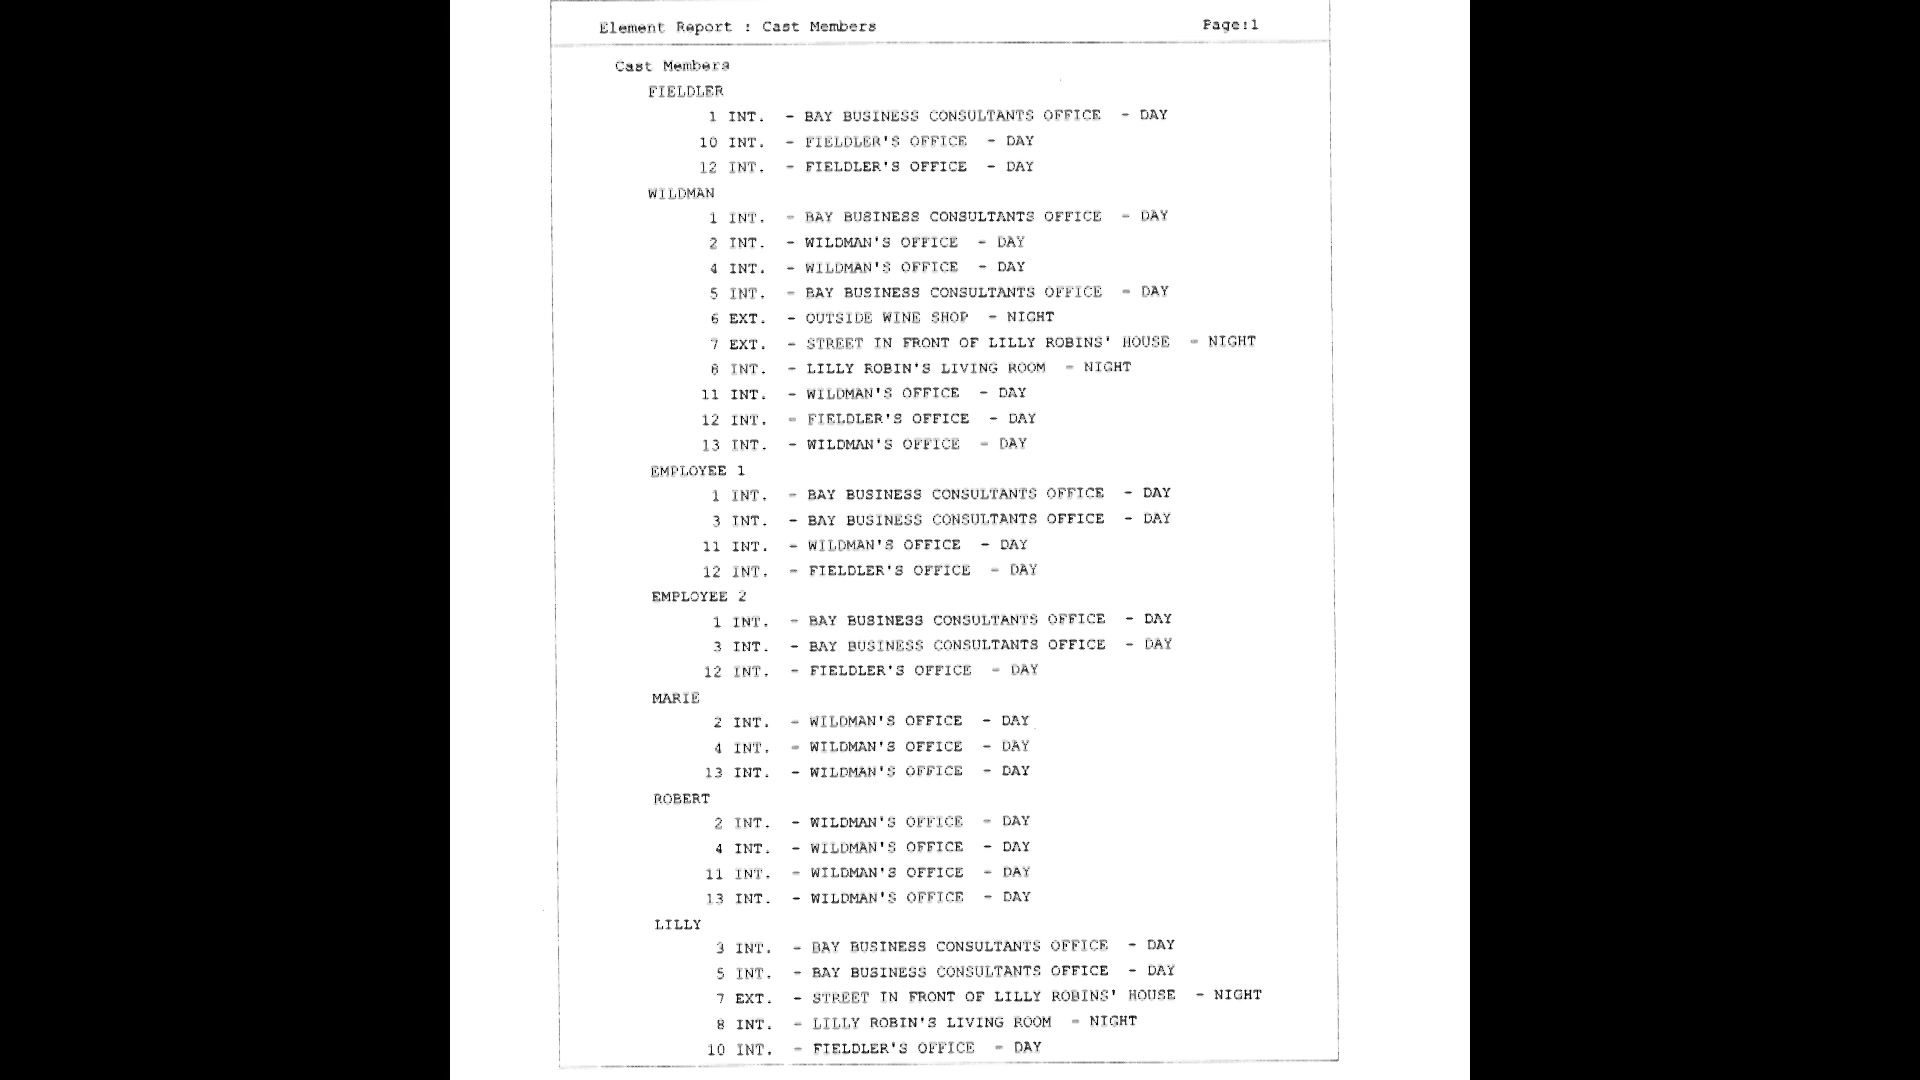 Element Report : Cast Members Page:1
Cast Members
FIELDLER
1 INT. - BAY BUSINESS CONSULTANTS OFFICE - DAY
10 INT. - FIELDLER'S OFFICE - DAY
12 INT. - FIELDLER'S OFFICE - DAY
WILDMAN
1 INT. - BAY BUSINESS CONSULTANTS OFFICE - DAY
2 INT. - WILDMAN'S OFFICE - DAY
4 INT. - WILDMAN'S OFFICE - DAY
5 INT. - BAY BUSINESS CONSULTANTS OFFICE - DAY
6 EXT. - OUTSIDE WINE SHOP - NIGHT
7 EXT. - STREET IN FRONT OF LILLY ROBINS' HOUSE - NIGHT
8 INT. - LILLY ROBIN'S LIVING ROOM - NIGHT
11 INT. - WILDMAN'S OFFICE - DAY
12 INT. - FIELDLER'S OFFICE - DAY
13 INT. - WILDMAN'S OFFICE - DAY
EMPLOYEE 1
1 INT. - BAY BUSINESS CONSULTANTS OFFICE - DAY
3 INT. - BAY BUSINESS CONSULTANTS OFFICE - DAY
11 INT. - WILDMAN'S OFFICE - DAY
12 INT. - FIELDLER'S OFFICE - DAY
EMPLOYEE 2
1 INT. - BAY BUSINESS CONSULTANTS OFFICE - DAY
3 INT. - BAY BUSINESS CONSULTANTS OFFICE - DAY
12 INT. - FIELDLER'S OFFICE - DAY
MARIE
2 INT. - WILDMAN'S OFFICE - DAY
4 INT. - WILDMAN'S OFFICE - DAY
13 INT. - WILDMAN'S OFFICE - DAY
ROBERT
2 INT. - WILDMAN'S OFFICE - DAY
4 INT. - WILDMAN'S OFFICE - DAY
11 INT. - WILDMAN'S OFFICE - DAY
13 INT. - WILDMAN'S OFFICE - DAY
LILLY
3 INT. - BAY BUSINESS CONSULTANTS OFFICE - DAY
5 INT. - BAY BUSINESS CONSULTANTS OFFICE - DAY
7 EXT. - STREET IN FRONT OF LILLY ROBINS' HOUSE - NIGHT
8 INT. - LILLY ROBIN'S LIVING ROOM - NIGHT
10 INT. - FIELDLER'S OFFICE - DAY